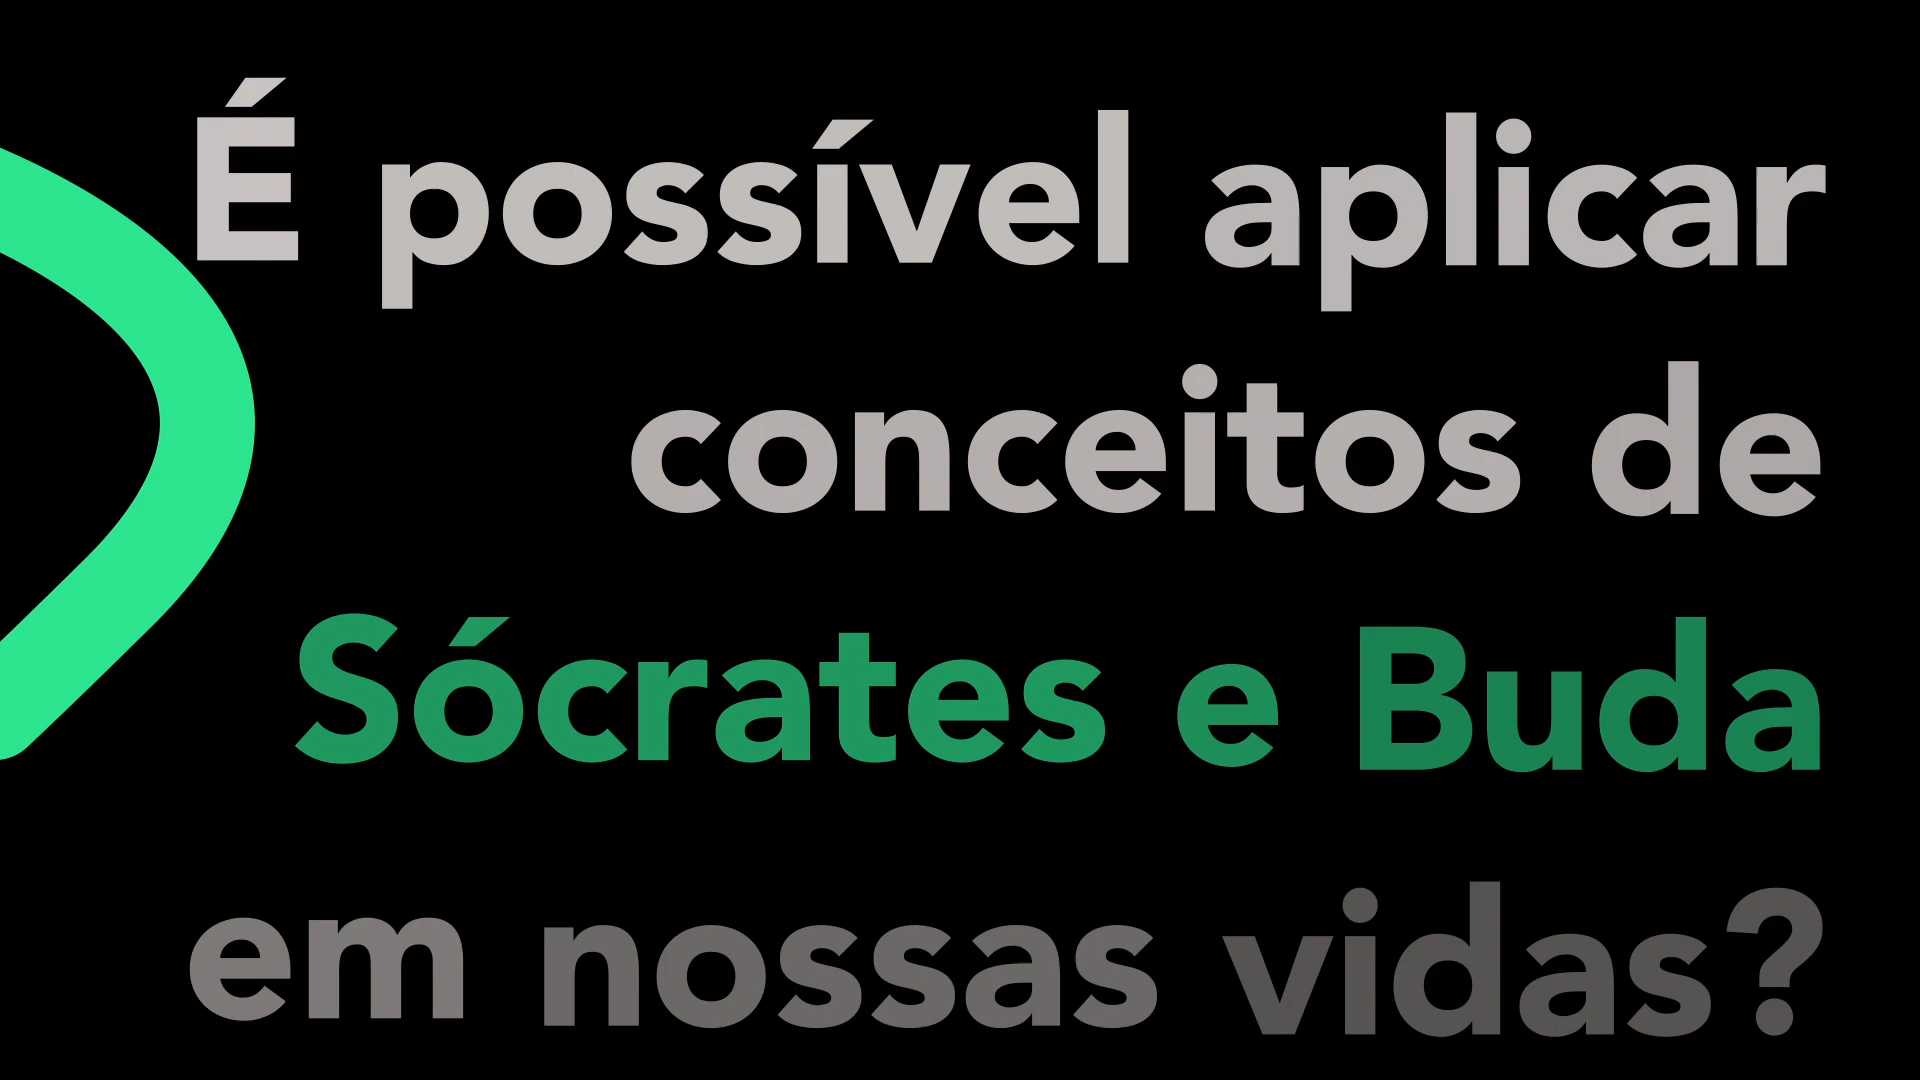 É possível aplicar
conceitos de
Sócrates e Buda
em nossas vidas?